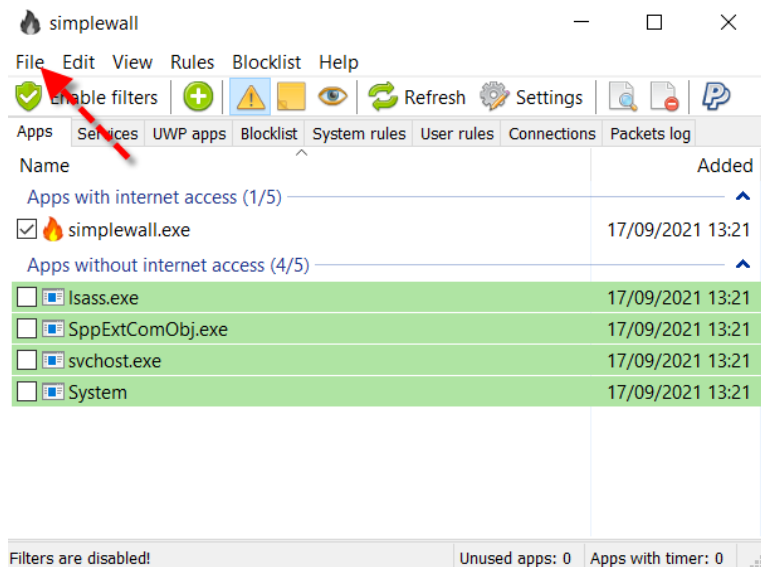 simplewall
File Edit View Rules Blocklist Help
Enable filters Refresh Settings
Apps Services UWP apps Blocklist System rules User rules Connections Packets log
Name Added
Apps with internet access (1/5)
simplewall.exe 17/09/2021 13:21
Apps without internet access (4/5)
lsass.exe 17/09/2021 13:21
SppExtComObj.exe 17/09/2021 13:21
svchost.exe 17/09/2021 13:21
System 17/09/2021 13:21
Filters are disabled! Unused apps: 0 Apps with timer: 0